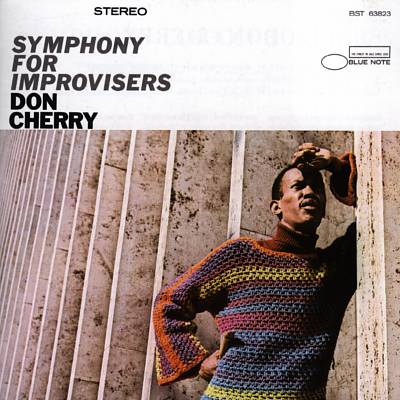 STEREO
BST 63823
SYMPHONY
FOR
IMPROVISERS
DON
CHERRY
BLUE NOTE